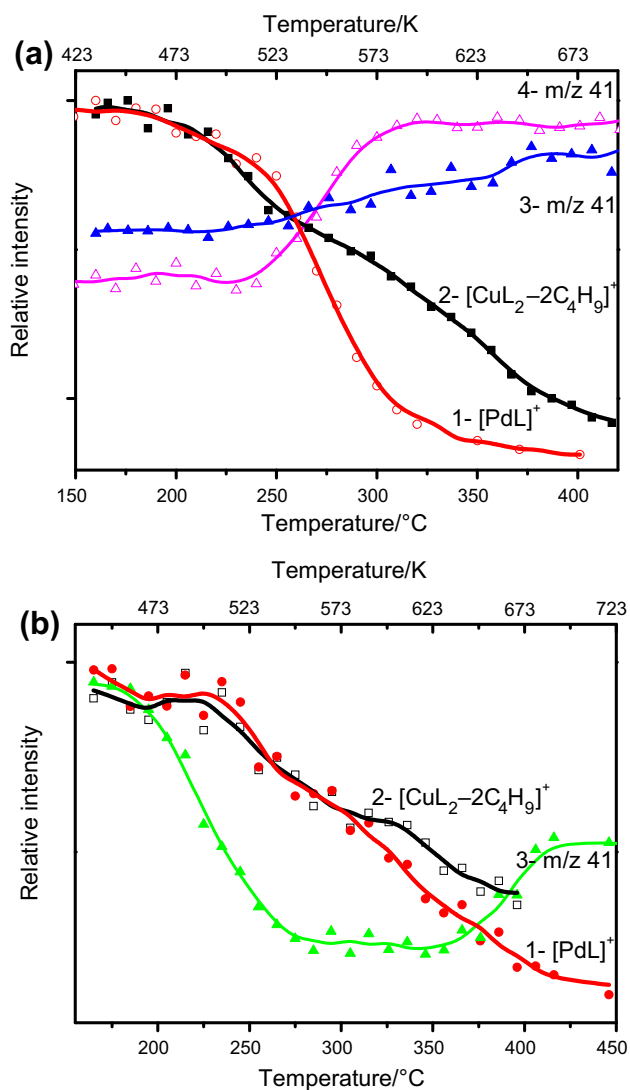 Temperature/K
423 473 523 573 623 673
(a)
4- m/z 41
3- m/z 41
2- [CuL2–2C4H9]+
1- [PdL]+
Relative intensity
150 200 250 300 350 400
Temperature/°C
Temperature/K
473 523 573 623 673 723
(b)
2- [CuL2–2C4H9]+
3- m/z 41
1- [PdL]+
Relative intensity
200 250 300 350 400 450
Temperature/°C